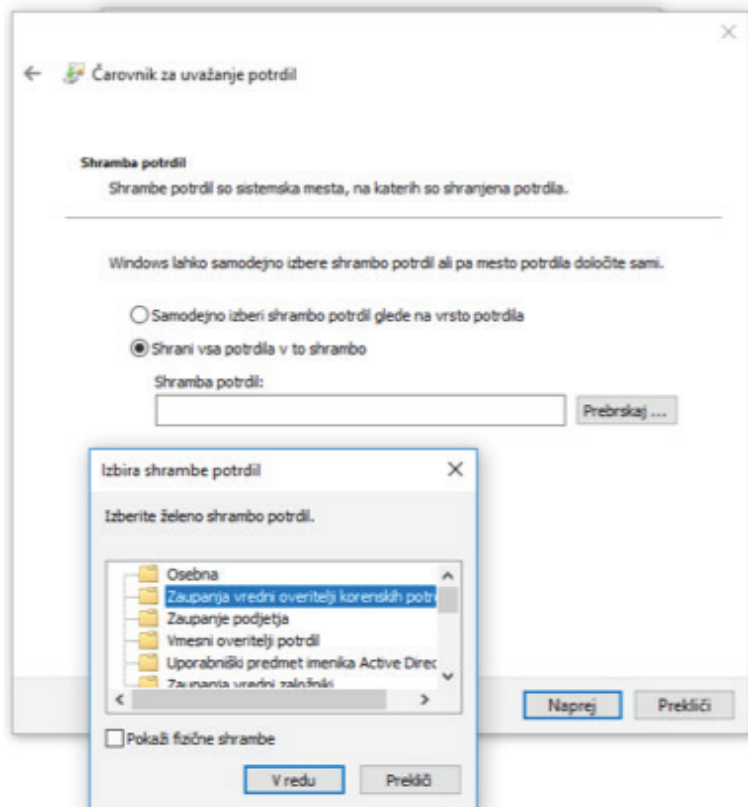 Čarovnik za uvažanje potrdil
Shramba potrdil
Shrambe potrdil so sistemska mesta, na katerih so shranjena potrdila.
Windows lahko samodejno izbere shrambo potrdil ali pa mesto potrdila določite sami.
Samodejno izberi shrambo potrdil glede na vrsto potrdila
Shrani vsa potrdila v to shrambo
Shramba potrdil:
Prebrskaj ...
Izbira shrambe potrdil
Izberite želeno shrambo potrdil.
Osebna
Zaupanja vredni overitelji korenskih potr
Zaupanje podjetja
Vmesni overitelji potrdil
Uporabniški predmet imenika Active Direc
Zaupanja vredni založniki
Pokaži fizične shrambe
V redu
Prekliči
Naprej
Prekliči